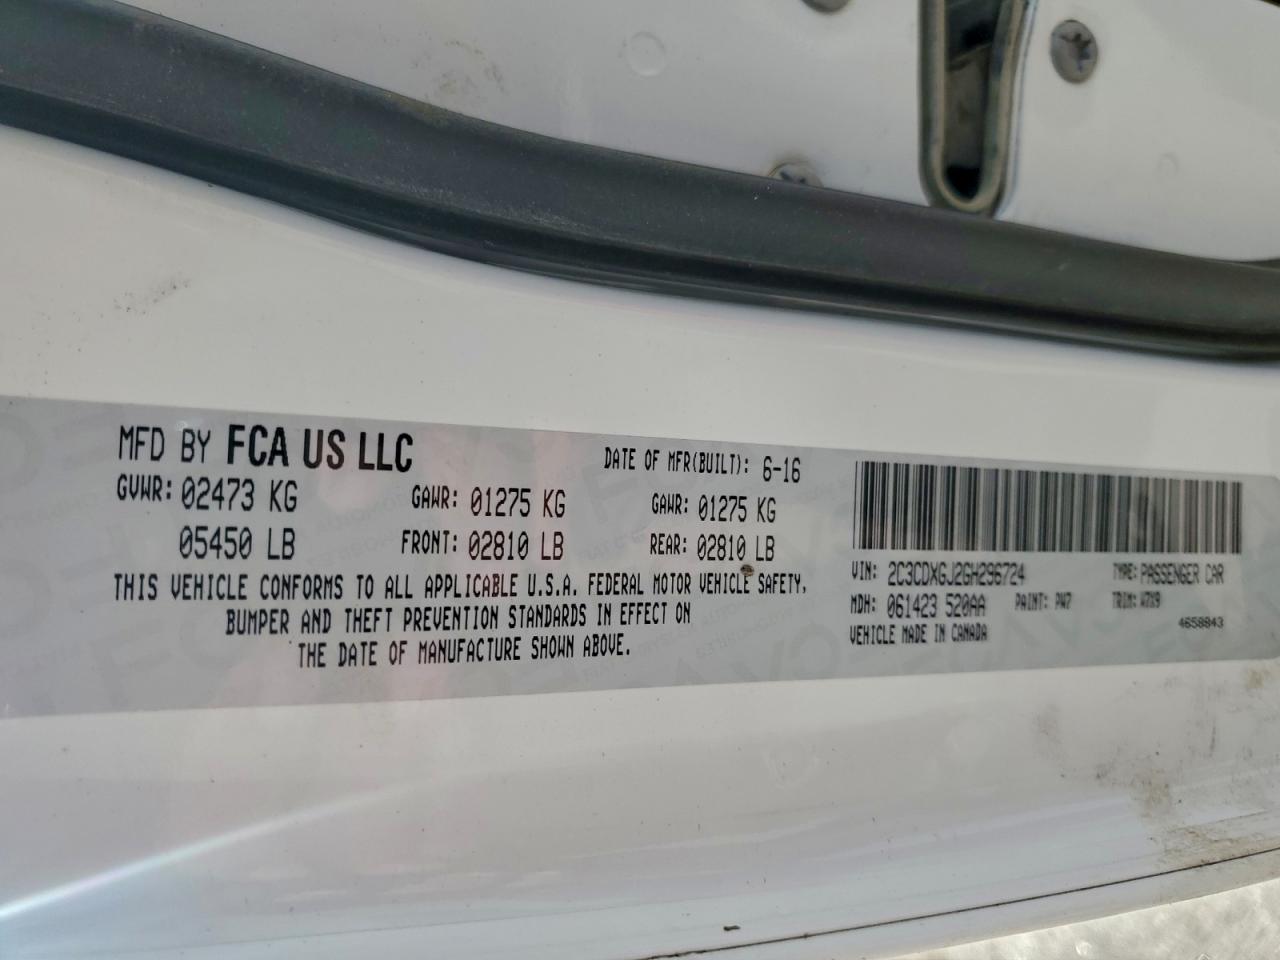 MFD BY FCA US LLC DATE OF MFR(BUILT): 6-16
GVWR: 02473 KG GAWR: 01275 KG GAWR: 01275 KG
05450 LB FRONT: 02810 LB REAR: 02810 LB
THIS VEHICLE CONFORMS TO ALL APPLICABLE U.S.A. FEDERAL MOTOR VEHICLE SAFETY,
BUMPER AND THEFT PREVENTION STANDARDS IN EFFECT ON
THE DATE OF MANUFACTURE SHOWN ABOVE.
VIN: 2C3CDXGJ2GH296724 TYPE: PASSENGER CAR
MDH: 061423 520AA PAINT: PW7 TRIM:
4658843
VEHICLE MADE IN CANADA